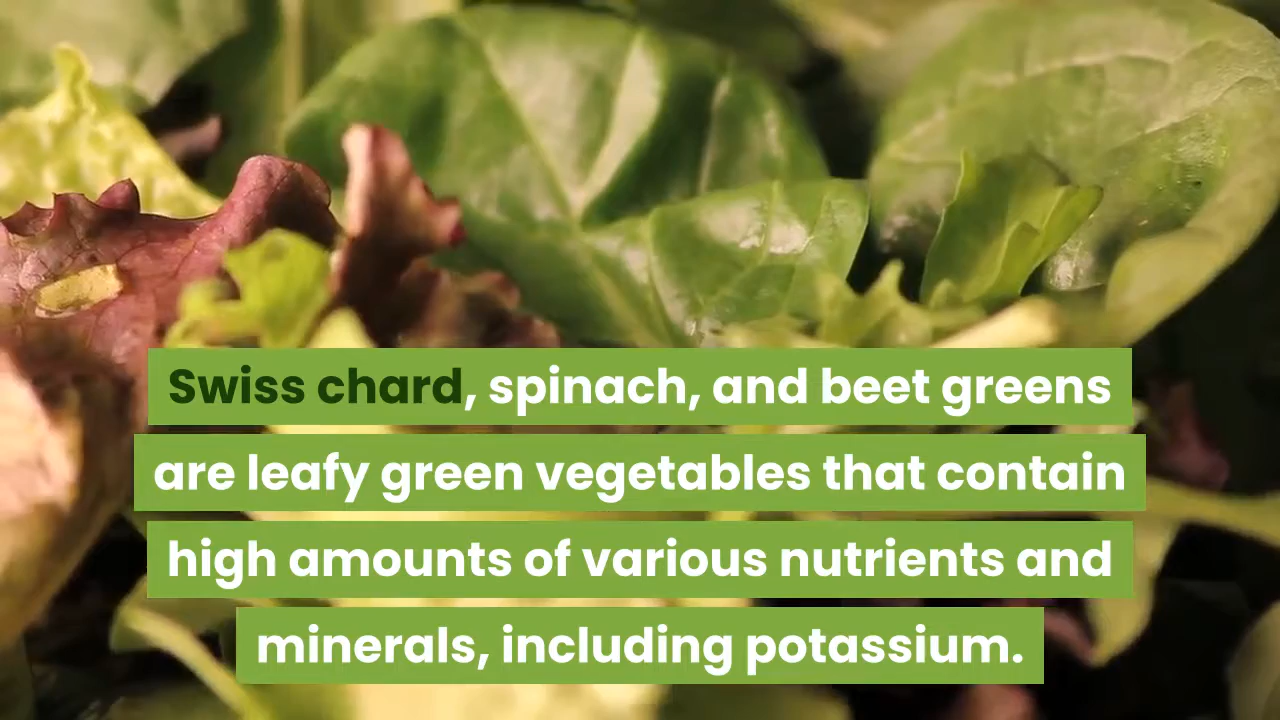 Swiss chard, spinach, and beet greens
are leafy green vegetables that contain
high amounts of various nutrients and
minerals, including potassium.